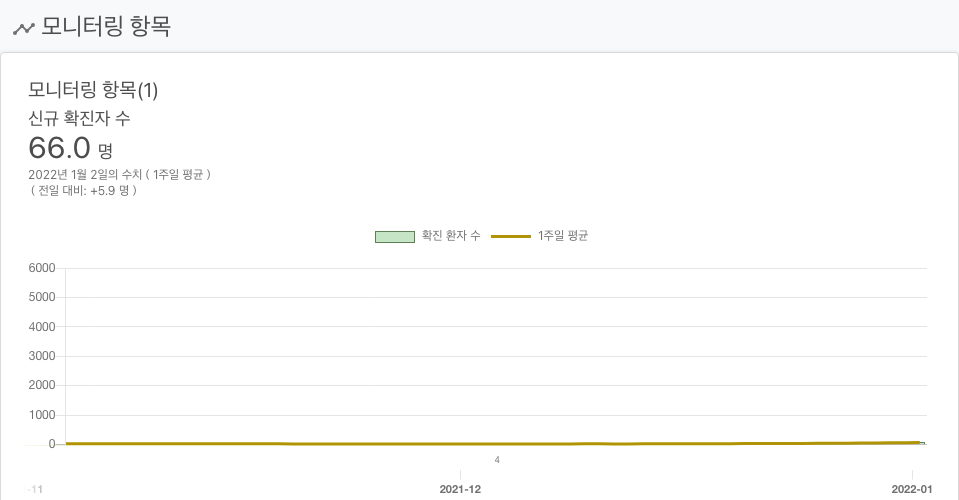 모니터링 항목
모니터링 항목(1)
신규 확진자 수
66.0 명
2022년 1월 2일의 수치 ( 1주일 평균 )
( 전일 대비: +5.9 명 )
확진 환자 수 1주일 평균
6000
5000
4000
3000
2000
1000
0
4
-11 2021-12 2022-01